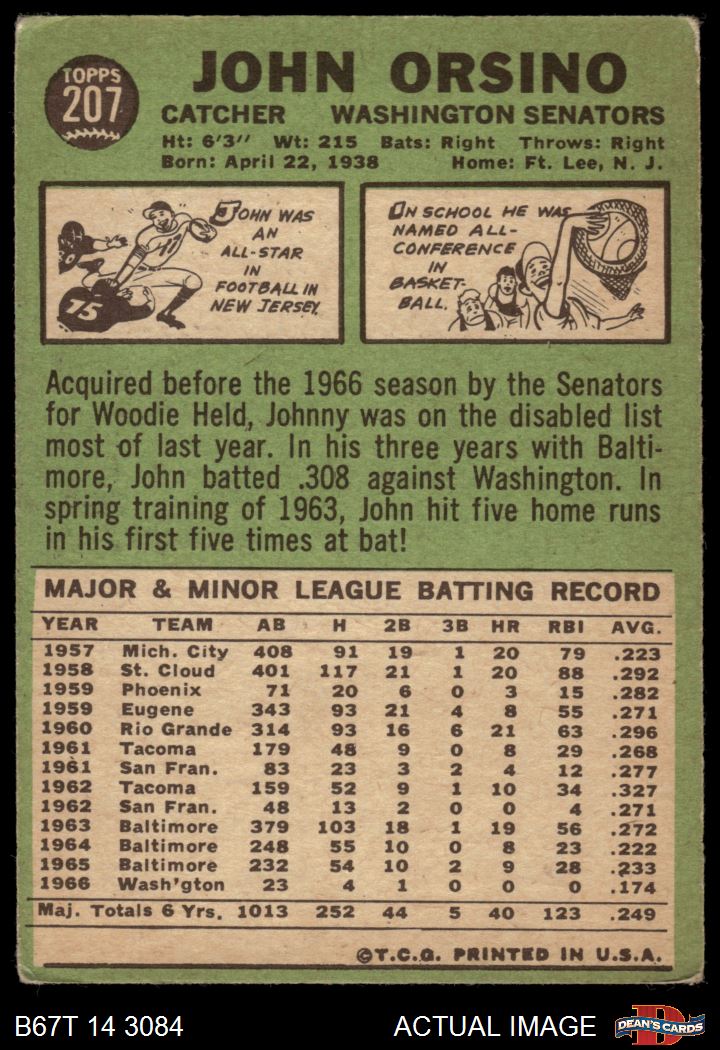 TOPPS
207
JOHN ORSINO
CATCHER WASHINGTON SENATORS
Ht: 6'3" Wt: 215 Bats: Right Throws: Right
Born: April 22, 1938 Home: Ft. Lee, N. J.
JOHN WAS
AN
ALL-STAR
IN
FOOTBALL IN
NEW JERSEY.
15
IN SCHOOL HE WAS
NAMED ALL-
CONFERENCE
IN
BASKET-
BALL.
Acquired before the 1966 season by the Senators
for Woodie Held, Johnny was on the disabled list
most of last year. In his three years with Balti-
more, John batted .308 against Washington. In
spring training of 1963, John hit five home runs
in his first five times at bat!
MAJOR & MINOR LEAGUE BATTING RECORD
YEAR TEAM AB H 2B 3B HR RBI AVG.
1957 Mich. City 408 91 19 1 20 79 .223
1958 St. Cloud 401 117 21 1 20 88 .292
1959 Phoenix 71 20 6 0 3 15 .282
1959 Eugene 343 93 21 4 8 55 .271
1960 Rio Grande 314 93 16 6 21 63 .296
1961 Tacoma 179 48 9 0 8 29 .268
1961 San Fran. 83 23 3 2 4 12 .277
1962 Tacoma 159 52 9 1 10 34 .327
1962 San Fran. 48 13 2 0 0 4 .271
1963 Baltimore 379 103 18 1 19 56 .272
1964 Baltimore 248 55 10 0 8 23 .222
1965 Baltimore 232 54 10 2 9 28 .233
1966 Wash'gton 23 4 1 0 0 0 .174
Maj. Totals 6 Yrs. 1013 252 44 5 40 123 .249
©T.C.G. PRINTED IN U.S.A.
B67T 14 3084 ACTUAL IMAGE
DEAN'S CARDS